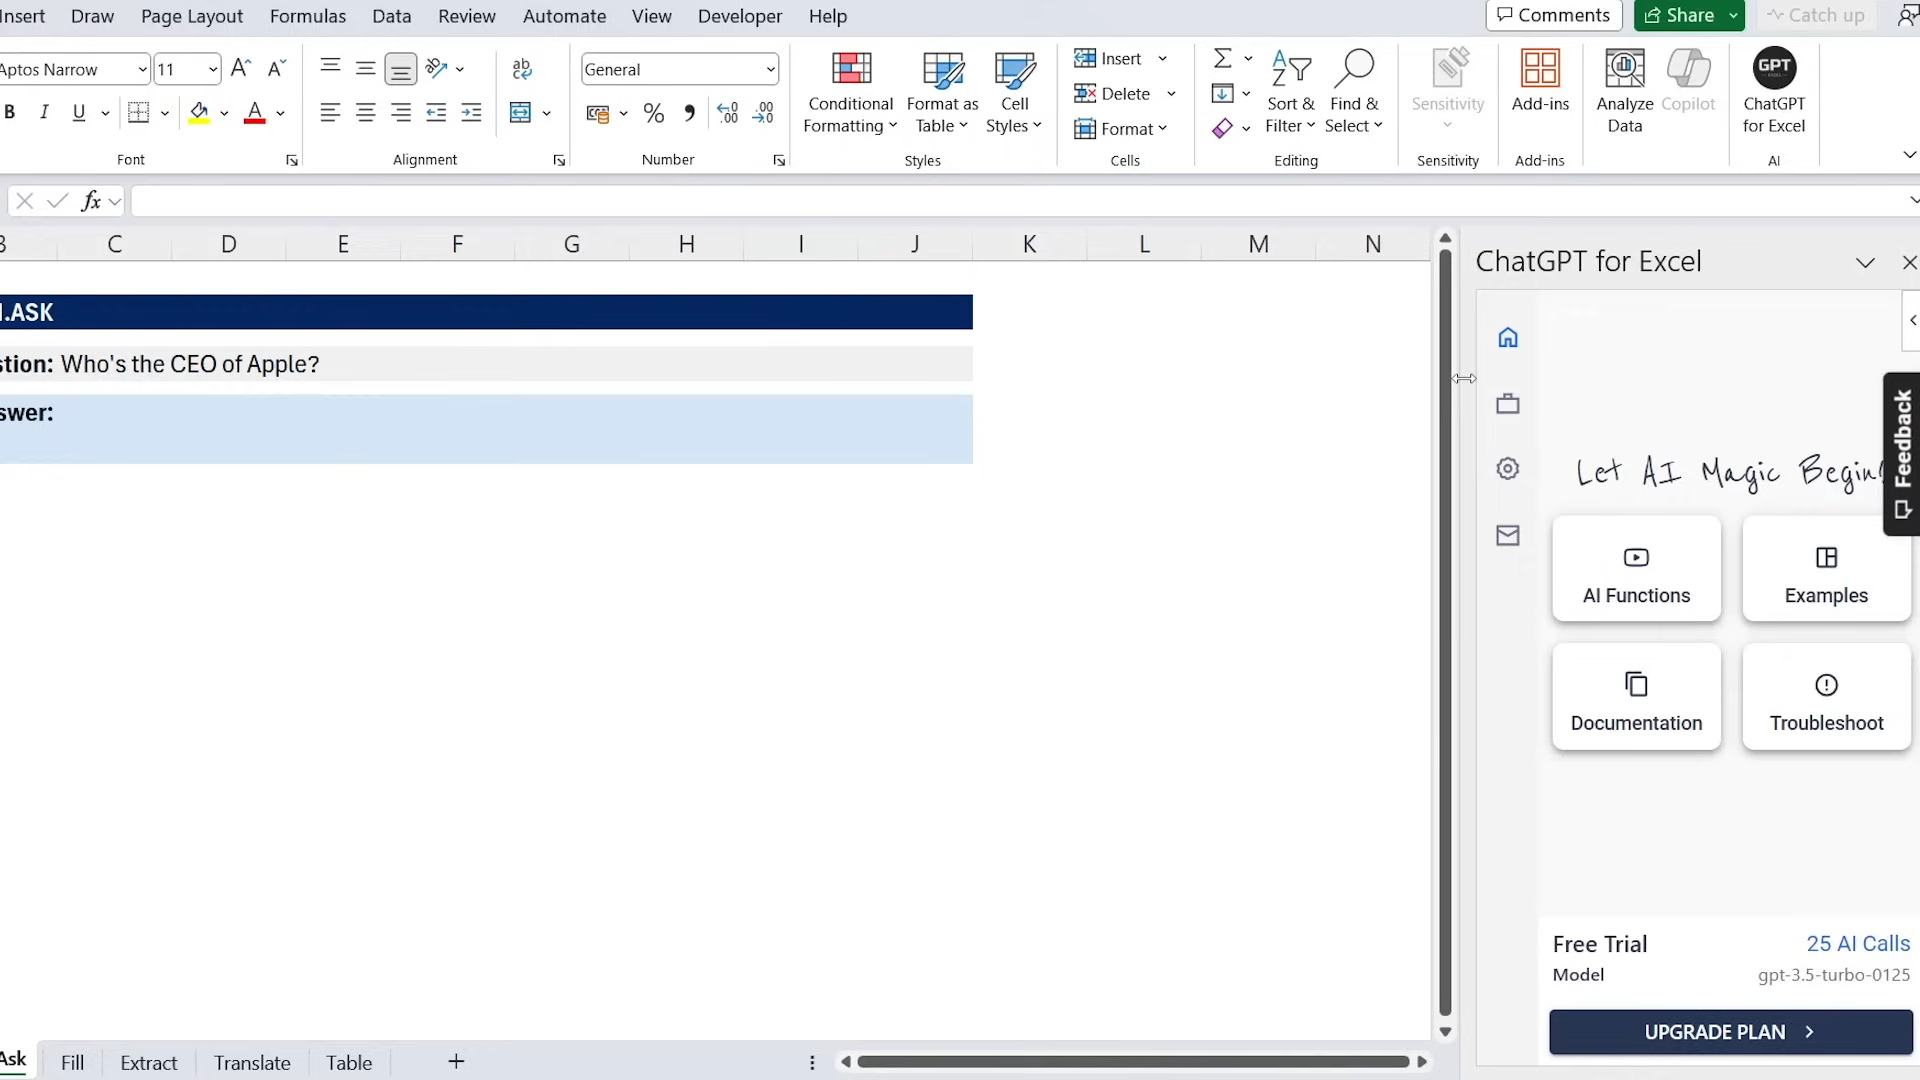 Insert Draw Page Layout Formulas Data Review Automate View Developer Help Comments Share Catch up
Aptos Narrow 11 General
B I U ab c % .00 .00
Conditional Formatting Format as Table Cell Styles
Insert
Delete
Format
Sort & Filter Find & Select Sensitivity Add-ins Analyze Data Copilot GPT ChatGPT for Excel
Font Alignment Number Styles Cells Editing Sensitivity Add-ins AI
fx
B C D E F G H I J K L M N
ChatGPT for Excel
.ASK
stion: Who's the CEO of Apple?
swer:
Feedback
Let AI Magic Begin!
AI Functions Examples
Documentation Troubleshoot
Free Trial 25 AI Calls
Model gpt-3.5-turbo-0125
UPGRADE PLAN >
Ask Fill Extract Translate Table +